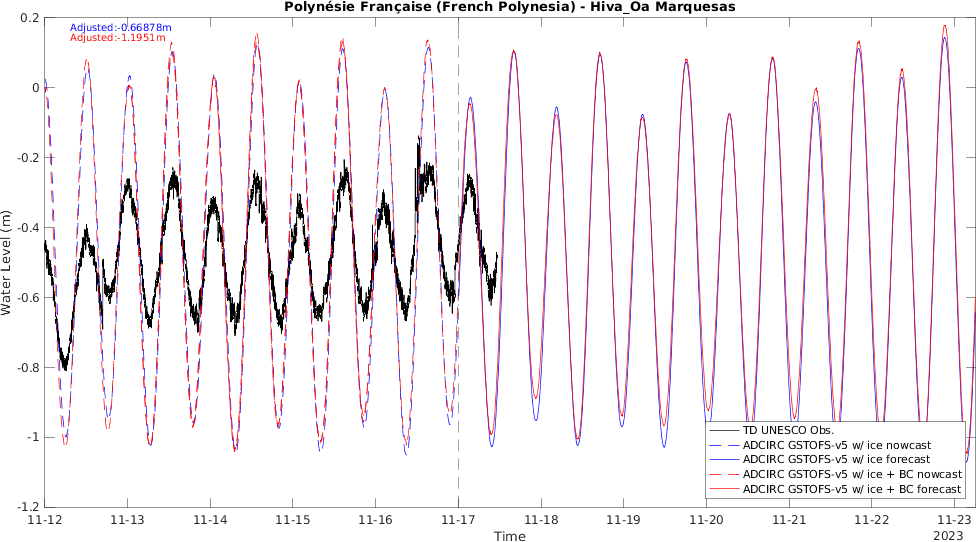 Polynésie Française (French Polynesia) - Hiva_Oa Marquesas
Adjusted:-0.66878m
Adjusted:-1.1951m
0.2
0
-0.2
-0.4
-0.6
-0.8
-1
-1.2
Water Level (m)
TD UNESCO Obs.
ADCIRC GSTOFS-v5 w/ ice nowcast
ADCIRC GSTOFS-v5 w/ ice forecast
ADCIRC GSTOFS-v5 w/ ice + BC nowcast
ADCIRC GSTOFS-v5 w/ ice + BC forecast
11-12 11-13 11-14 11-15 11-16 11-17 11-18 11-19 11-20 11-21 11-22 11-23
Time
2023